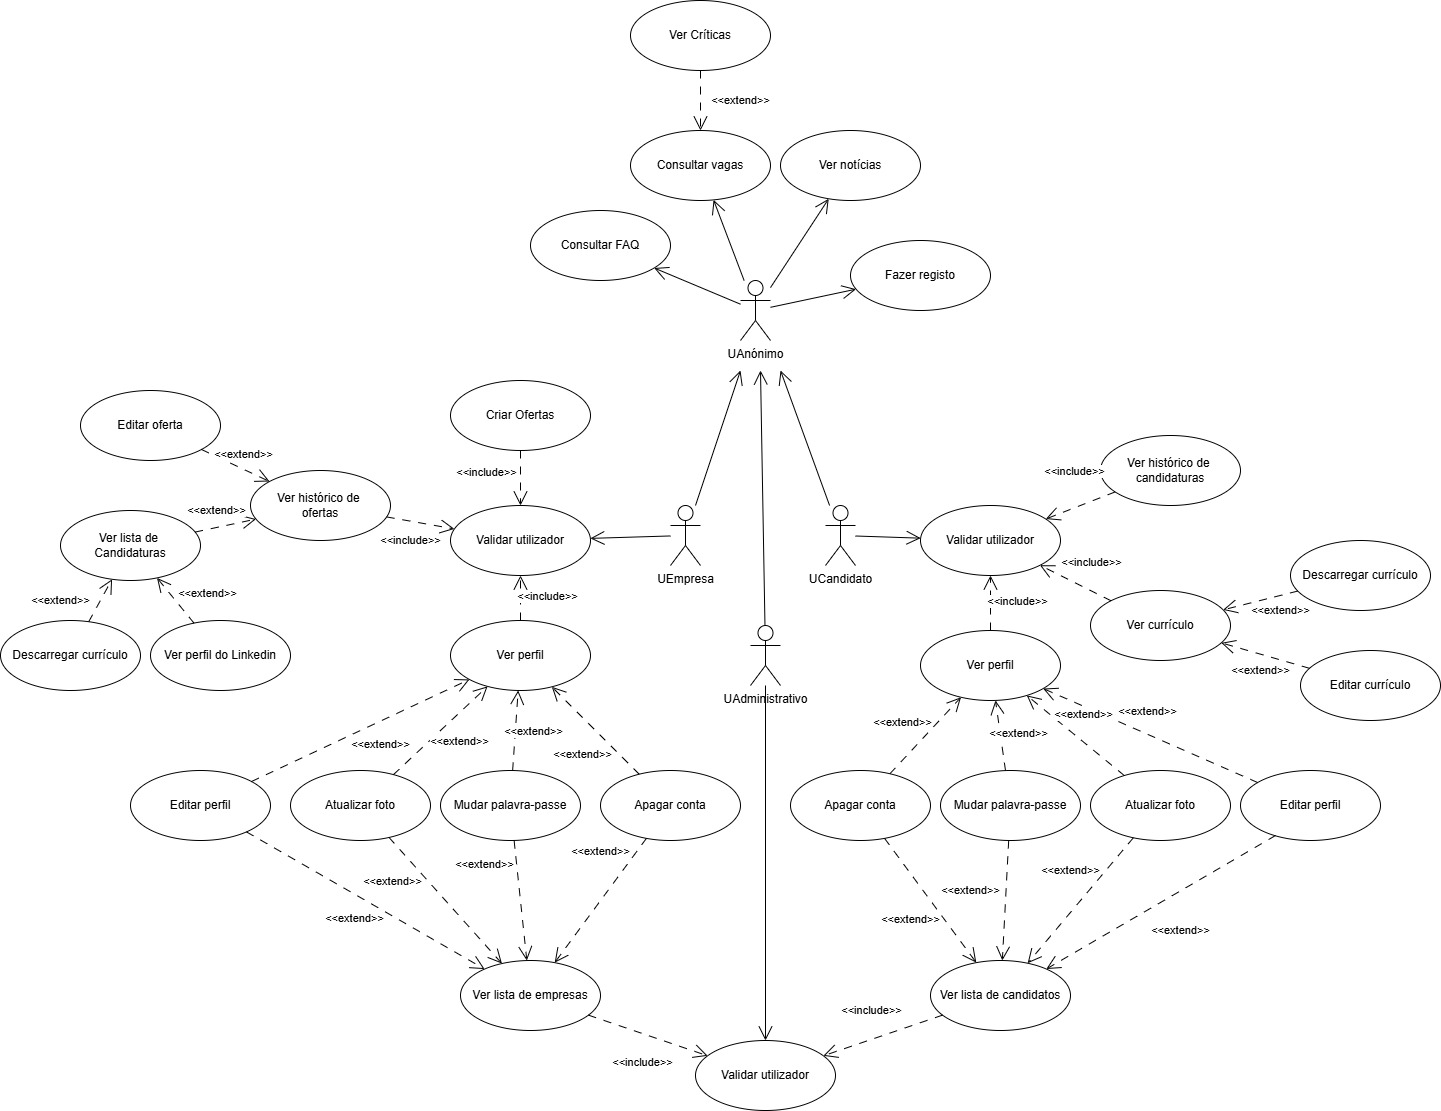 Ver Críticas
<<extend>>
Consultar vagas
Ver notícias
Consultar FAQ
Fazer registo
UAnónimo
Criar Ofertas
Editar oferta
<<extend>>
<<include>>
<<include>>
Ver histórico de
candidaturas
Ver histórico de
ofertas
<<extend>>
Ver lista de
Candidaturas
<<include>>
Validar utilizador
UEmpresa
UCandidato
Validar utilizador
<<include>>
Descarregar currículo
<<extend>>
<<extend>>
<<include>>
<<include>>
<<extend>>
Ver currículo
Descarregar currículo
Ver perfil do Linkedin
Ver perfil
Ver perfil
<<extend>>
Editar currículo
UAdministrativo
<<extend>>
<<extend>>
<<extend>>
<<extend>>
<<extend>>
<<extend>>
<<extend>>
<<extend>>
Editar perfil
Atualizar foto
Mudar palavra-passe
Apagar conta
Apagar conta
Mudar palavra-passe
Atualizar foto
Editar perfil
<<extend>>
<<extend>>
<<extend>>
<<extend>>
<<extend>>
<<extend>>
<<extend>>
<<extend>>
Ver lista de empresas
Ver lista de candidatos
<<include>>
<<include>>
Validar utilizador